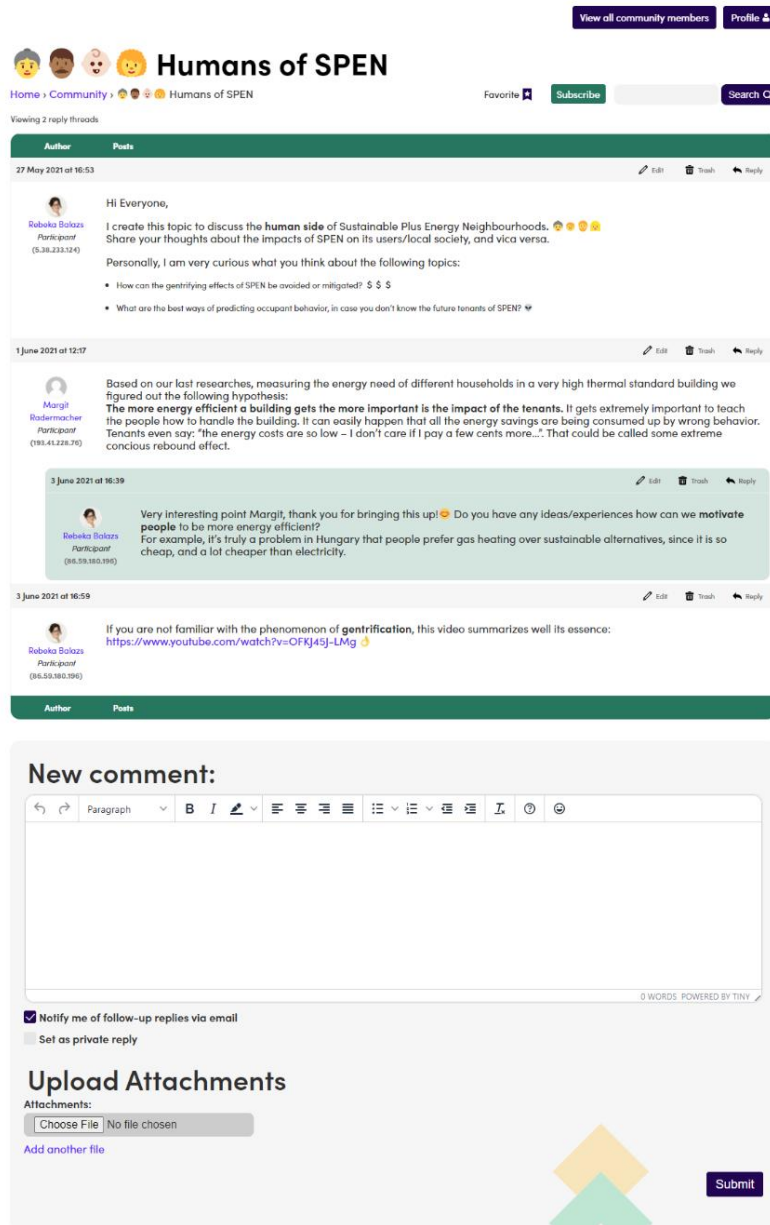 View all community members Profile
👵👨🏾👶🏻🧑‍🦰 Humans of SPEN
Home › Community › 👵👨🏾👶🏻🧑‍🦰 Humans of SPEN Favorite Subscribe Search
Viewing 2 reply threads
Author Posts
27 May 2021 at 16:53 Edit Trash Reply
Hi Everyone,
Rebeka Balazs
Participant
(5.38.233.124)
I create this topic to discuss the human side of Sustainable Plus Energy Neighbourhoods.
Share your thoughts about the impacts of SPEN on its users/local society, and vica versa.
Personally, I am very curious what you think about the following topics:
• How can the gentrifying effects of SPEN be avoided or mitigated? $ $ $
• What are the best ways of predicting occupant behavior, in case you don't know the future tenants of SPEN?
1 June 2021 at 12:17 Edit Trash Reply
Margit
Radermacher
Participant
(193.41.228.76)
Based on our last researches, measuring the energy need of different households in a very high thermal standard building we
figured out the following hypothesis:
The more energy efficient a building gets the more important is the impact of the tenants. It gets extremely important to teach
the people how to handle the building. It can easily happen that all the energy savings are being consumed up by wrong behavior.
Tenants even say: "the energy costs are so low – I don't care if I pay a few cents more…". That could be called some extreme
concious rebound effect.
3 June 2021 at 16:39 Edit Trash Reply
Rebeka Balazs
Participant
(86.59.180.196)
Very interesting point Margit, thank you for bringing this up!😊 Do you have any ideas/experiences how can we motivate
people to be more energy efficient?
For example, it's truly a problem in Hungary that people prefer gas heating over sustainable alternatives, since it is so
cheap, and a lot cheaper than electricity.
3 June 2021 at 16:59 Edit Trash Reply
Rebeka Balazs
Participant
(86.59.180.196)
If you are not familiar with the phenomenon of gentrification, this video summarizes well its essence:
https://www.youtube.com/watch?v=OFKJ45J-LMg 👌
Author Posts
New comment:
Paragraph B I
0 WORDS POWERED BY TINY
Notify me of follow-up replies via email
Set as private reply
Upload Attachments
Attachments:
Choose File No file chosen
Add another file
Submit